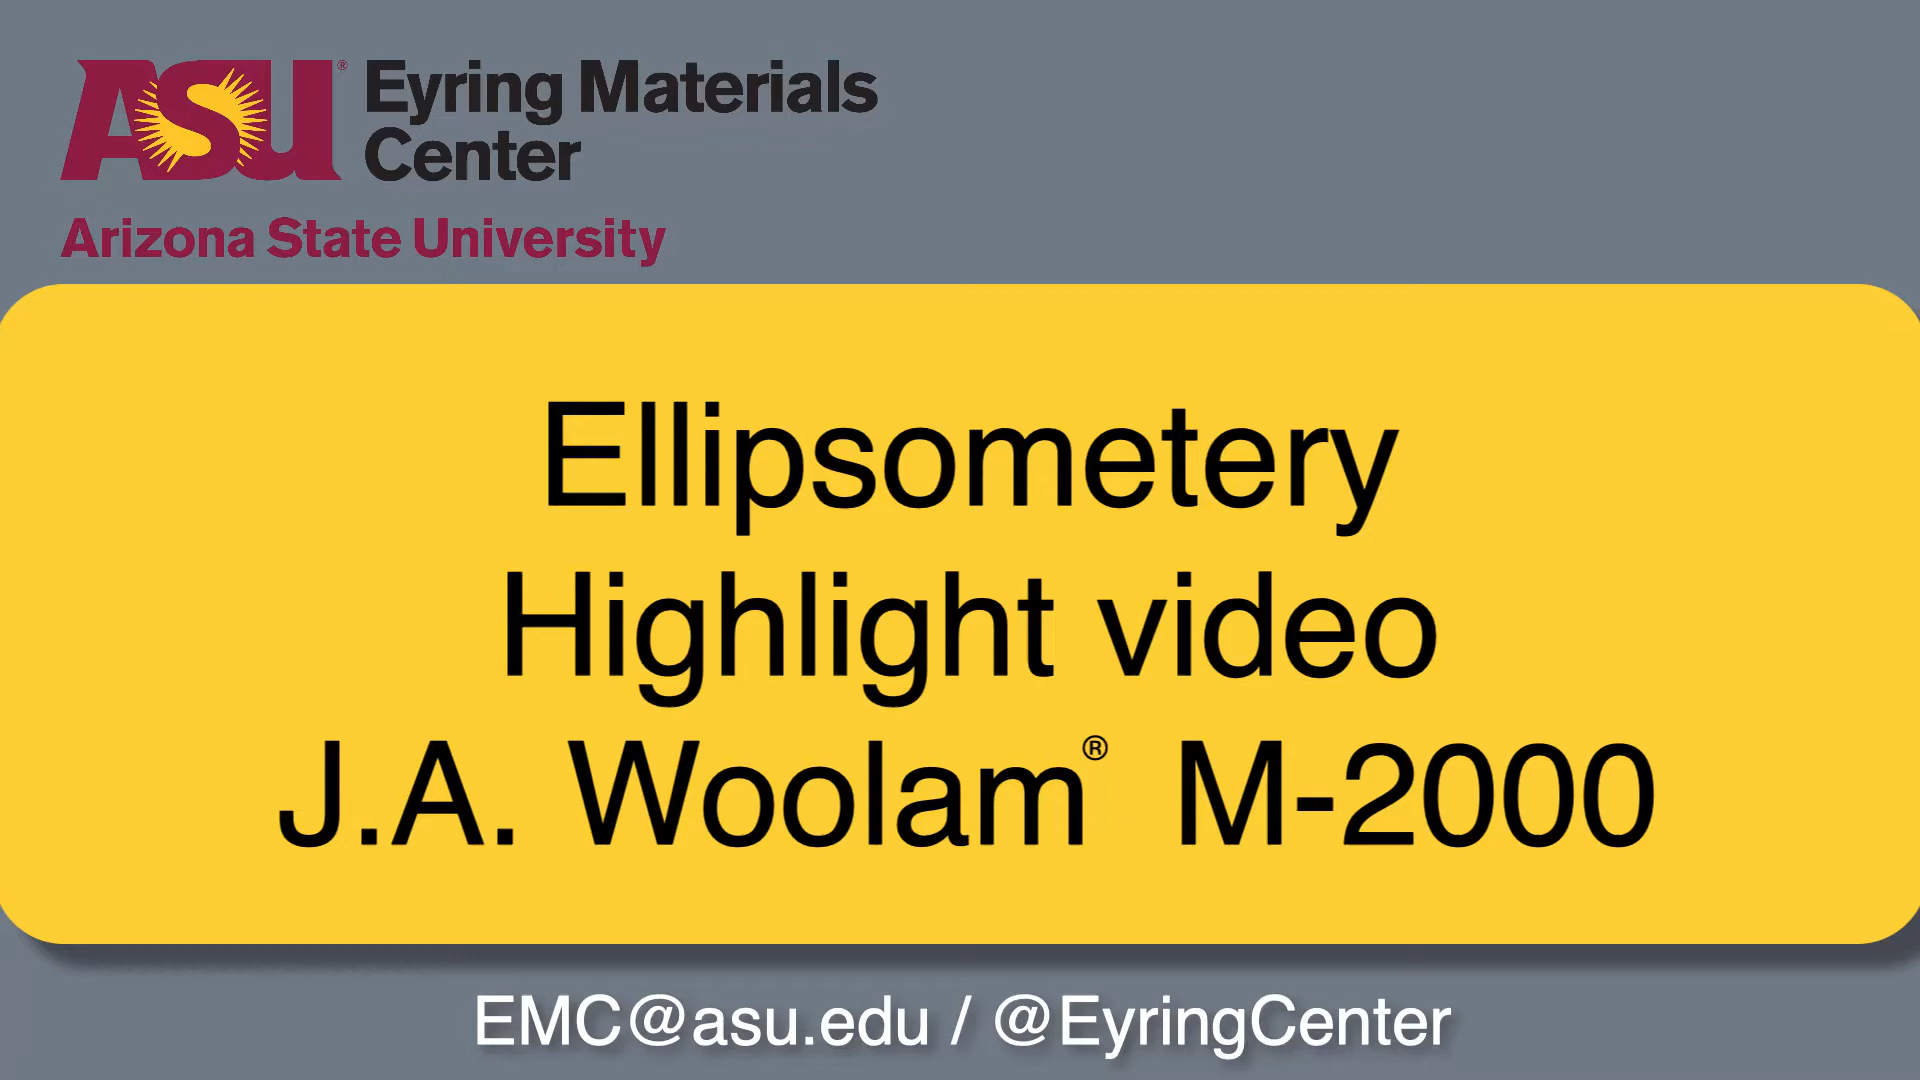 ASU® Eyring Materials
Center
Arizona State University
Ellipsometery
Highlight video
J.A. Woolam® M-2000
EMC@asu.edu / @EyringCenter